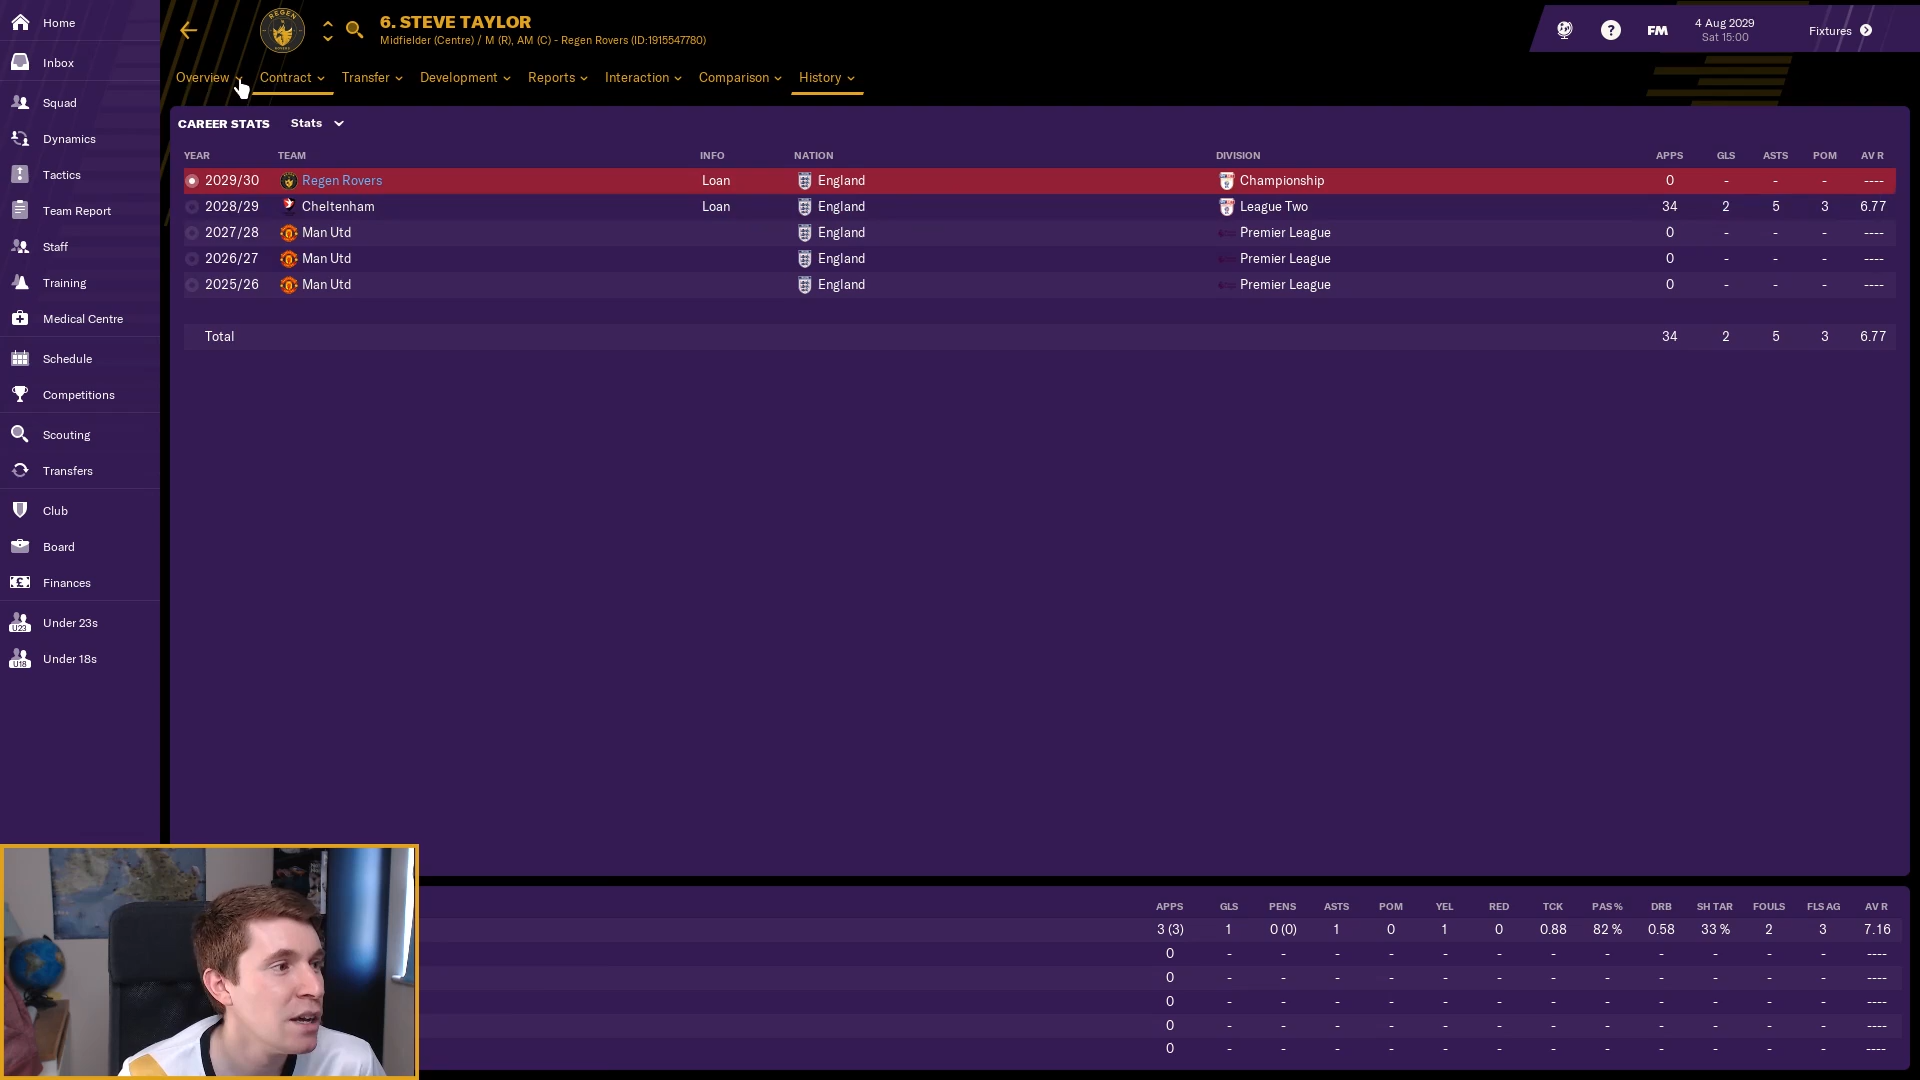 Home
Inbox
Squad
Dynamics
Tactics
Team Report
Staff
Training
Medical Centre
Schedule
Competitions
Scouting
Transfers
Club
Board
Finances
U23 Under 23s
U18 Under 18s
6. STEVE TAYLOR
Midfielder (Centre) / M (R), AM (C) - Regen Rovers (ID:1915547780)
FM
4 Aug 2029
Sat 15:00
Fixtures
REGEN
ROVERS
Overview Contract Transfer Development Reports Interaction Comparison History
CAREER STATS Stats
YEAR TEAM INFO NATION DIVISION APPS GLS ASTS POM AV R
2029/30 Regen Rovers Loan England Championship 0 - - - ----
2028/29 Cheltenham Loan England League Two 34 2 5 3 6.77
2027/28 Man Utd England Premier League 0 - - - ----
2026/27 Man Utd England Premier League 0 - - - ----
2025/26 Man Utd England Premier League 0 - - - ----
Total 34 2 5 3 6.77
APPS GLS PENS ASTS POM YEL RED TCK PAS % DRB SH TAR FOULS FLS AG AV R
3 (3) 1 0 (0) 1 0 1 0 0.88 82 % 0.58 33 % 2 3 7.16
0 - - - - - - - - - - - - ----
0 - - - - - - - - - - - - ----
0 - - - - - - - - - - - - ----
0 - - - - - - - - - - - - ----
0 - - - - - - - - - - - - ----